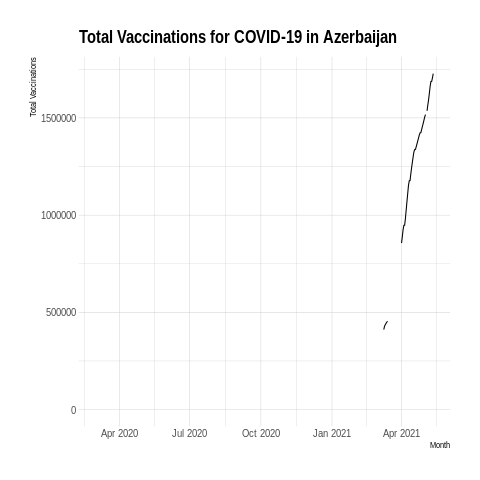 Total Vaccinations for COVID-19 in Azerbaijan
Total Vaccinations
1500000
1000000
500000
0
Apr 2020 Jul 2020 Oct 2020 Jan 2021 Apr 2021
Month